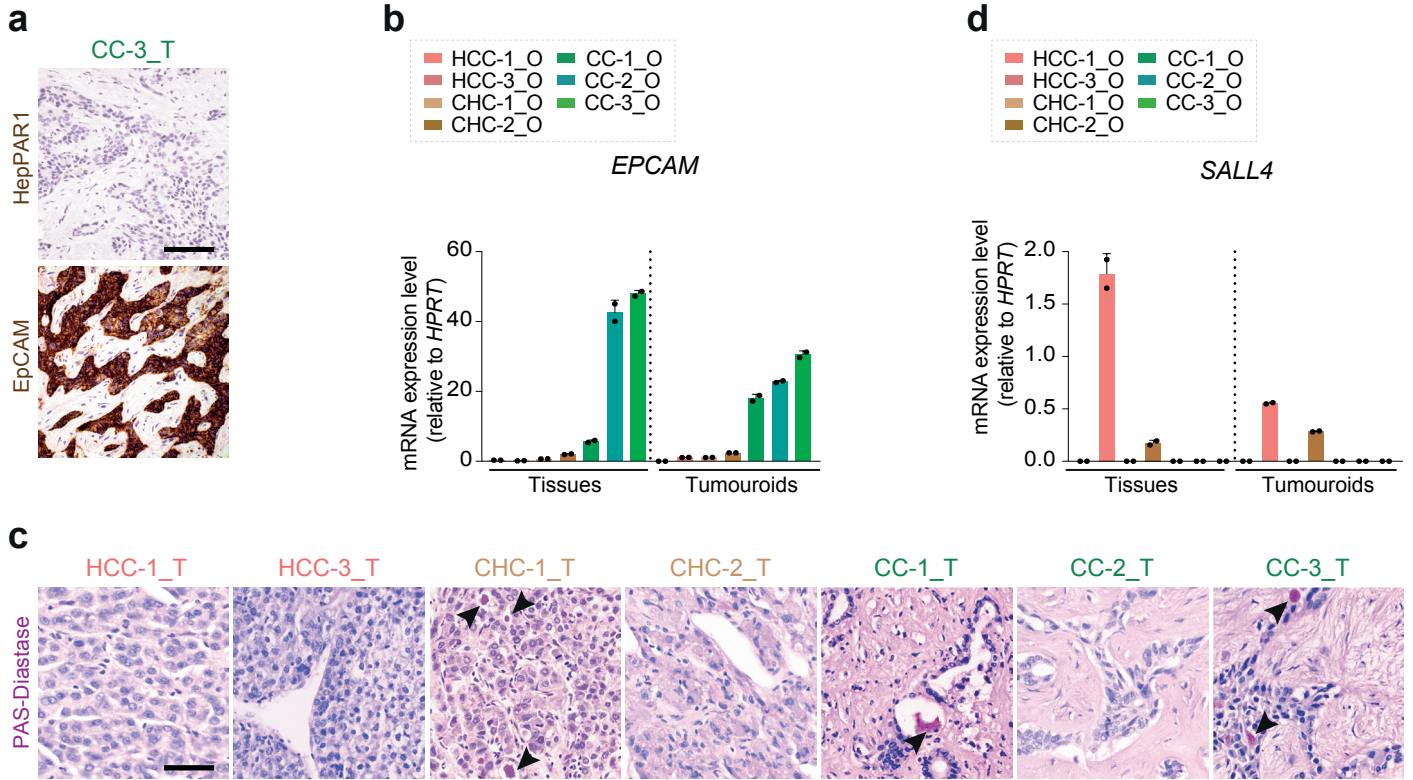 a
CC-3_T
HepPAR1
EpCAM
b
HCC-1_O
HCC-3_O
CHC-1_O
CHC-2_O
CC-1_O
CC-2_O
CC-3_O
EPCAM
mRNA expression level
(relative to HPRT)
60
40
20
0
Tissues
Tumouroids
d
HCC-1_O
HCC-3_O
CHC-1_O
CHC-2_O
CC-1_O
CC-2_O
CC-3_O
SALL4
mRNA expression level
(relative to HPRT)
2.0
1.5
1.0
0.5
0.0
Tissues
Tumouroids
c
HCC-1_T
HCC-3_T
CHC-1_T
CHC-2_T
CC-1_T
CC-2_T
CC-3_T
PAS-Diastase